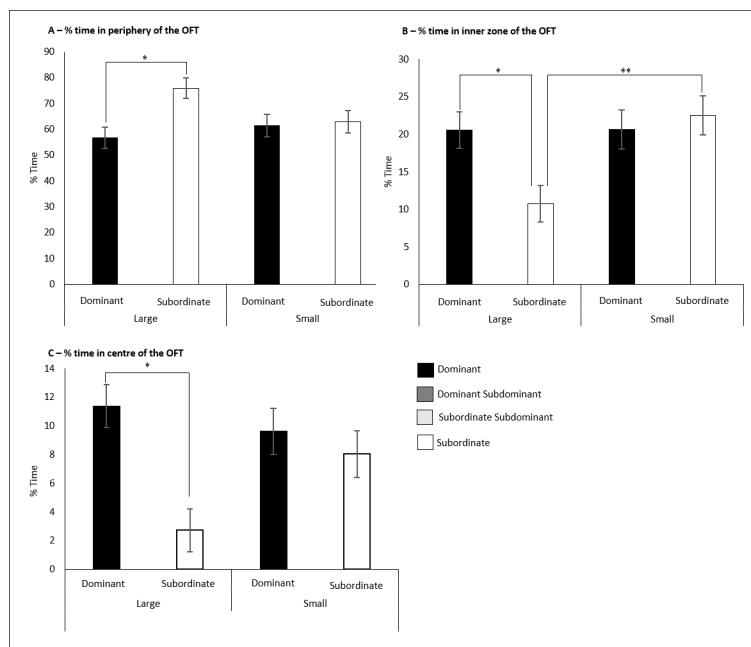 A – % time in periphery of the OFT
90
80
70
60
50
40
30
20
10
0
% Time
*
Dominant Subordinate Dominant Subordinate
Large Small
B – % time in inner zone of the OFT
30
25
20
15
10
5
0
% Time
* **
Dominant Subordinate Dominant Subordinate
Large Small
C – % time in centre of the OFT
14
12
10
8
6
4
2
0
% Time
*
Dominant Subordinate Dominant Subordinate
Large Small
Dominant
Dominant Subdominant
Subordinate Subdominant
Subordinate